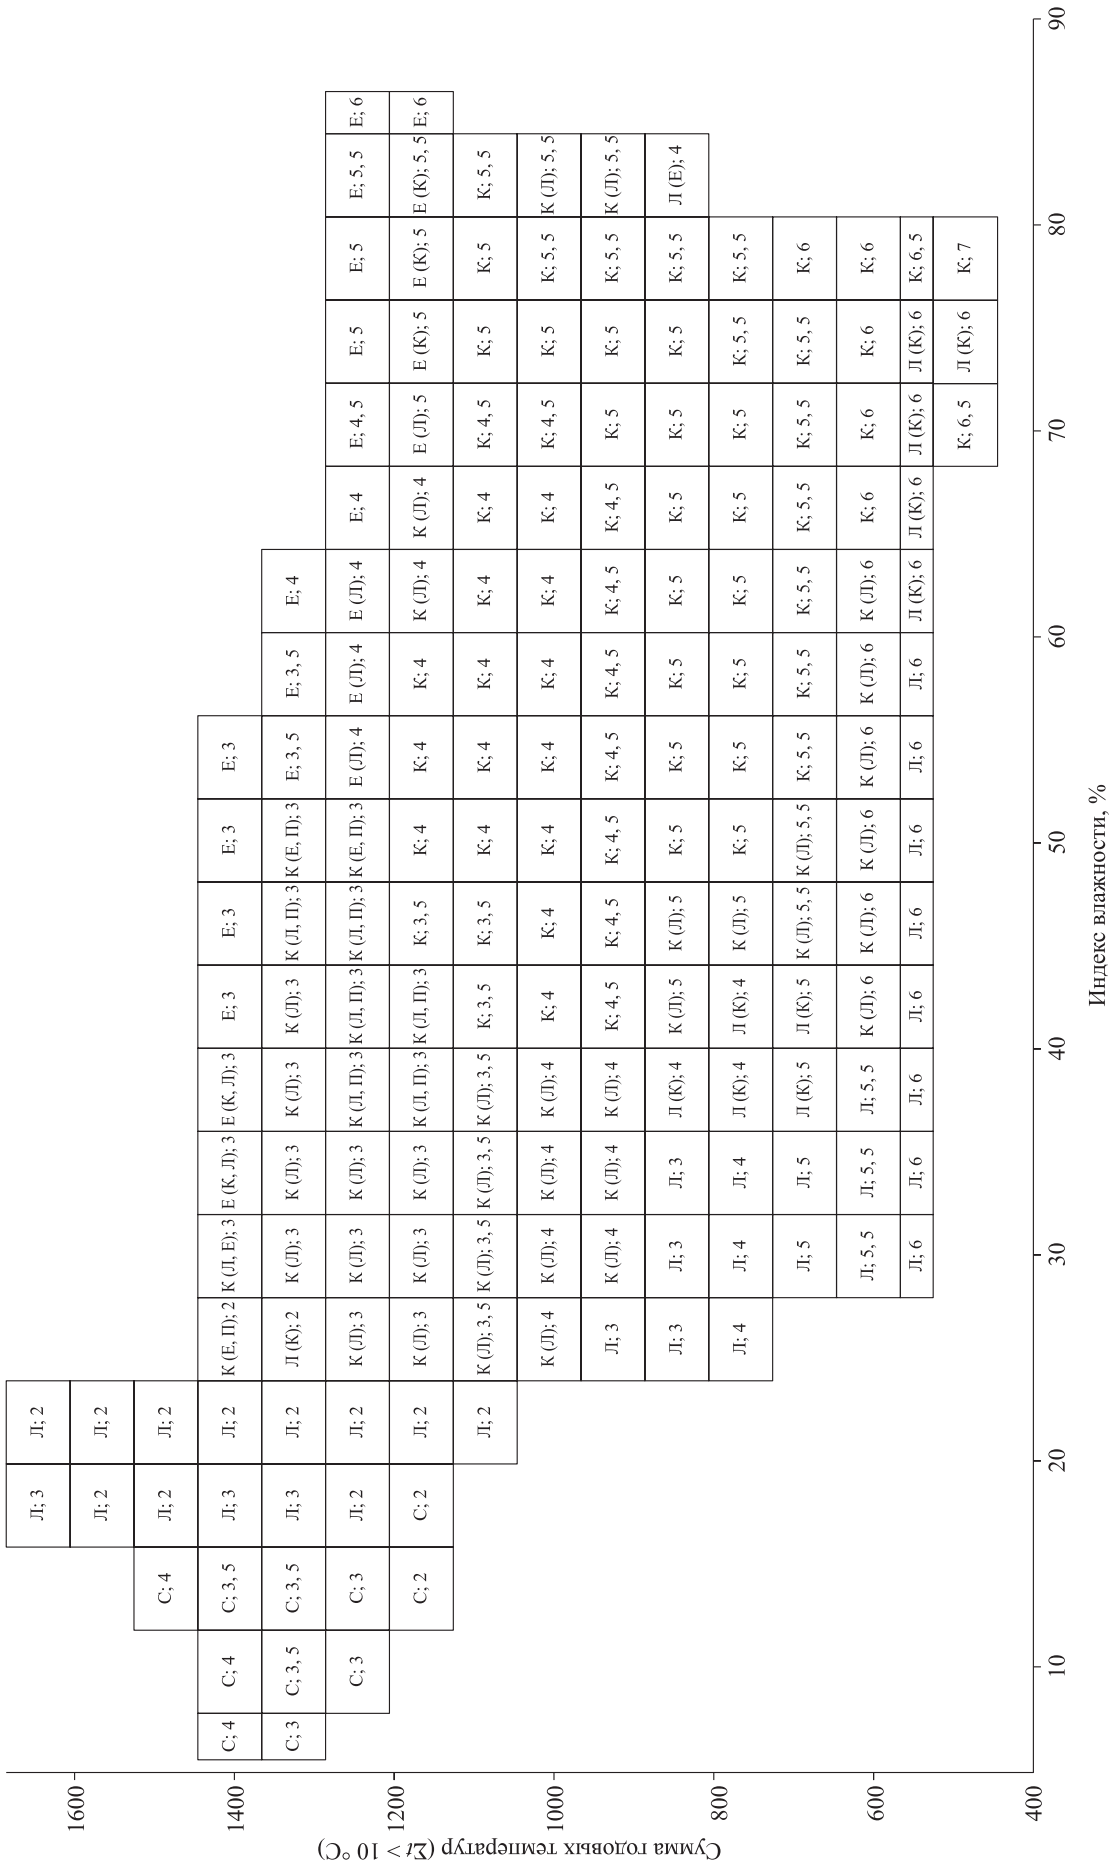 Сумма годовых температур (Σt > 10 °C)
1600
1400
1200
1000
800
600
400
Л; 3 Л; 2
Л; 2 Л; 2
С; 4 Л; 2 Л; 2
С; 4 С; 4 С; 3, 5 Л; 3 Л; 2 К (Е, П); 2 К (Л, Е); 3 Е (К, Л); 3 Е (К, Л); 3 Е; 3 Е; 3 Е; 3 Е; 3
С; 3 С; 3, 5 С; 3, 5 Л; 3 Л; 2 Л (К); 2 К (Л); 3 К (Л); 3 К (Л); 3 К (Л); 3 К (Л, П); 3 К (Е, П); 3 Е; 3, 5 Е; 3, 5 Е; 4
С; 3 С; 3 Л; 2 Л; 2 К (Л); 3 К (Л); 3 К (Л); 3 К (Л, П); 3 К (Л, П); 3 К (Л, П); 3 К (Е, П); 3 Е (Л); 4 Е (Л); 4 Е (Л); 4 Е; 4 Е; 4, 5 Е; 5 Е; 5 Е; 5, 5 Е; 6
С; 2 С; 2 Л; 2 К (Л); 3 К (Л); 3 К (Л); 3 К (Л, П); 3 К (Л, П); 3 К; 3, 5 К; 4 К; 4 К; 4 К (Л); 4 К (Л); 4 Е (Л); 5 Е (К); 5 Е (К); 5 Е (К); 5, 5 Е; 6
Л; 2 К (Л); 3, 5 К (Л); 3, 5 К (Л); 3, 5 К (Л); 3, 5 К; 3, 5 К; 3, 5 К; 4 К; 4 К; 4 К; 4 К; 4 К; 4, 5 К; 5 К; 5 К; 5, 5
К (Л); 4 К (Л); 4 К (Л); 4 К (Л); 4 К; 4 К; 4 К; 4 К; 4 К; 4 К; 4 К; 4 К; 4, 5 К; 5 К; 5, 5 К (Л); 5, 5
Л; 3 К (Л); 4 К (Л); 4 К (Л); 4 К; 4, 5 К; 4, 5 К; 4, 5 К; 4, 5 К; 4, 5 К; 4, 5 К; 4, 5 К; 5 К; 5 К; 5, 5 К (Л); 5, 5
Л; 3 Л; 3 Л; 3 Л (К); 4 К (Л); 5 К (Л); 5 К; 5 К; 5 К; 5 К; 5 К; 5 К; 5 К; 5 К; 5, 5 Л (Е); 4
Л; 4 Л; 4 Л; 4 Л (К); 4 Л (К); 4 К (Л); 5 К; 5 К; 5 К; 5 К; 5 К; 5 К; 5 К; 5, 5 К; 5, 5
Л; 5 Л; 5 Л (К); 5 Л (К); 5 К (Л); 5, 5 К (Л); 5, 5 К; 5, 5 К; 5, 5 К; 5, 5 К; 5, 5 К; 5, 5 К; 5, 5 К; 6
Л; 5, 5 Л; 5, 5 Л; 5, 5 К (Л); 6 К (Л); 6 К (Л); 6 К (Л); 6 К (Л); 6 К (Л); 6 К; 6 К; 6 К; 6 К; 6
Л; 6 Л; 6 Л; 6 Л; 6 Л; 6 Л; 6 Л; 6 Л; 6 Л (К); 6 Л (К); 6 Л (К); 6 Л (К); 6 К; 6, 5
К; 6, 5 Л (К); 6 К; 7
10 20 30 40 50 60 70 80 90
Индекс влажности, %